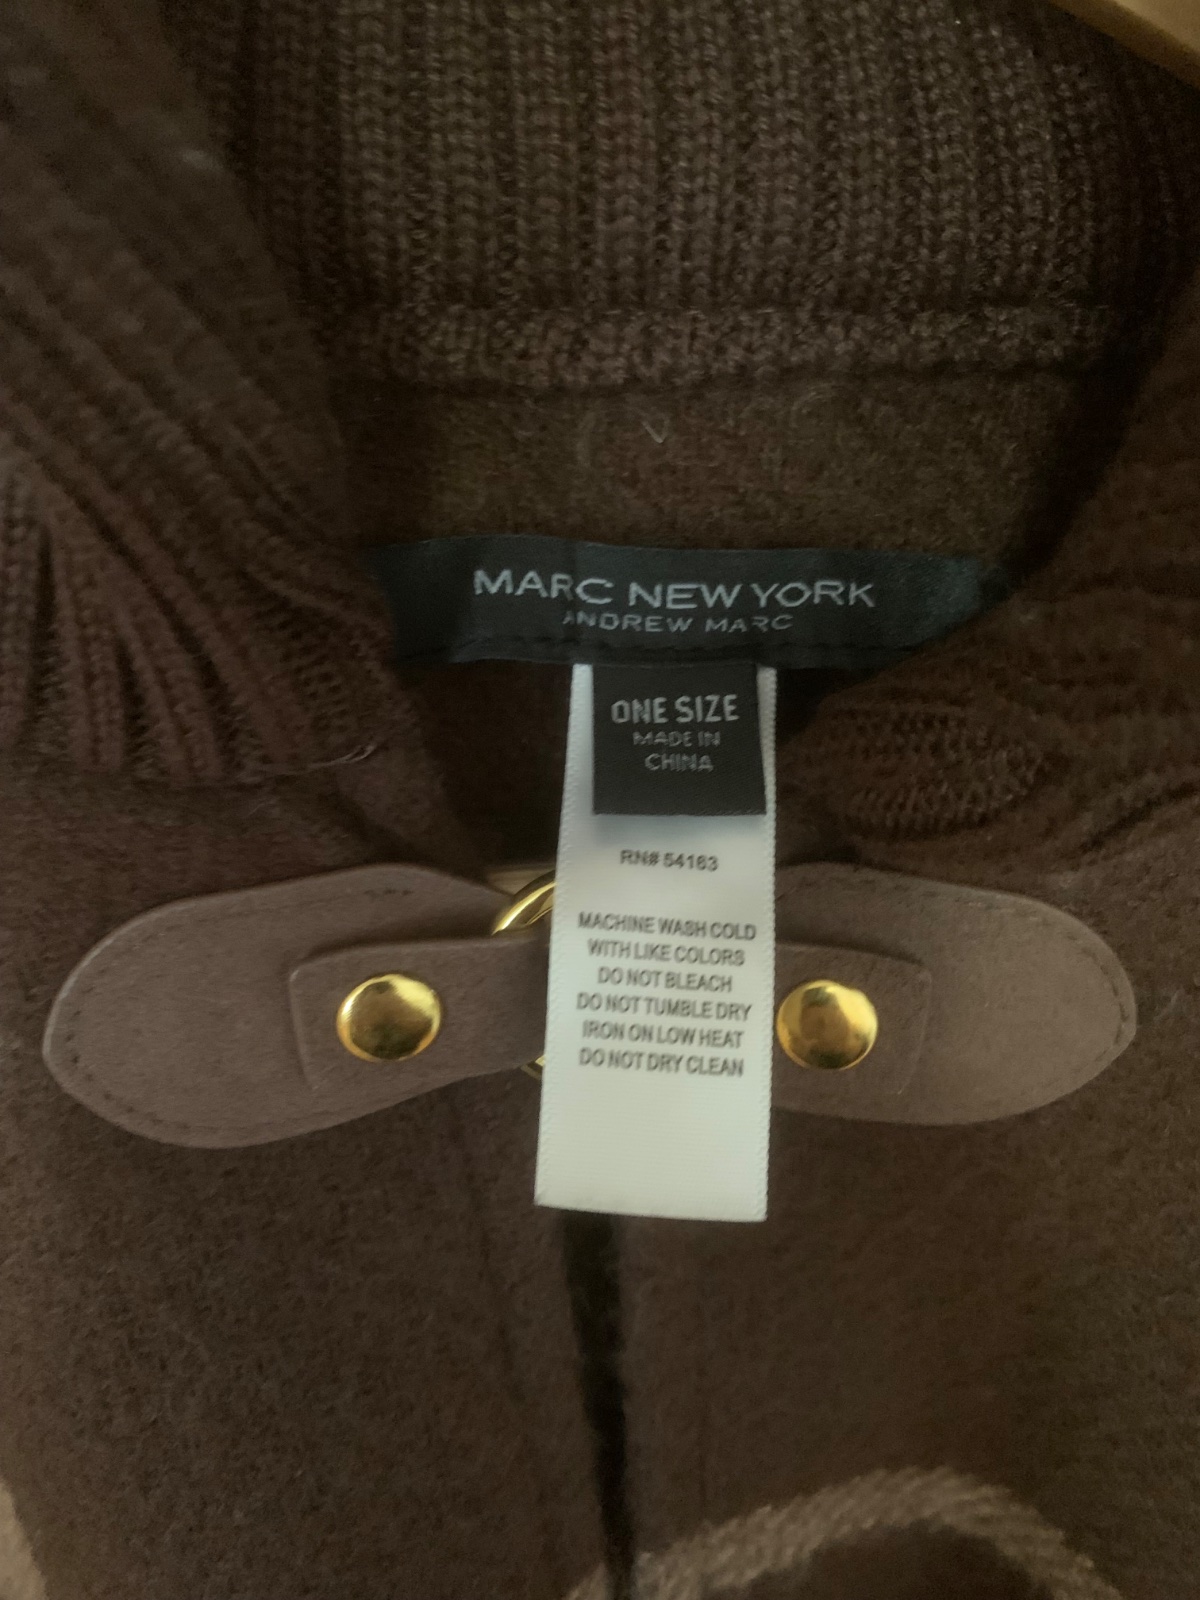 MARC NEW YORK
ANDREW MARC
ONE SIZE
MADE IN
CHINA
RN# 54163
MACHINE WASH COLD
WITH LIKE COLORS
DO NOT BLEACH
DO NOT TUMBLE DRY
IRON ON LOW HEAT
DO NOT DRY CLEAN